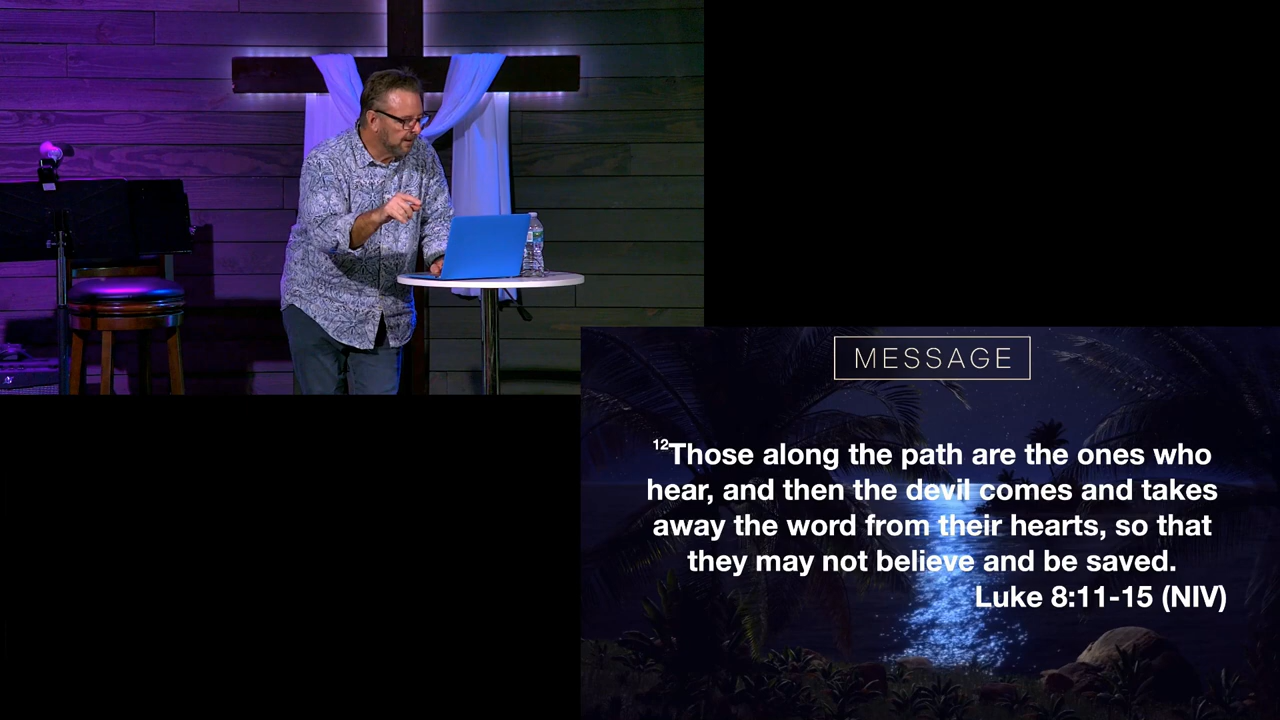 MESSAGE
12Those along the path are the ones who
hear, and then the devil comes and takes
away the word from their hearts, so that
they may not believe and be saved.
Luke 8:11-15 (NIV)